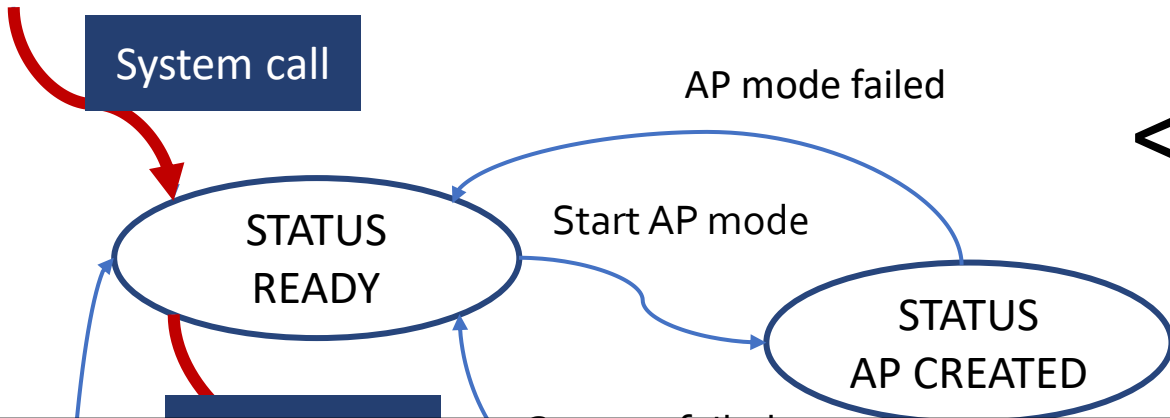 System call
AP mode failed
<
STATUS
READY
Start AP mode
STATUS
AP CREATED